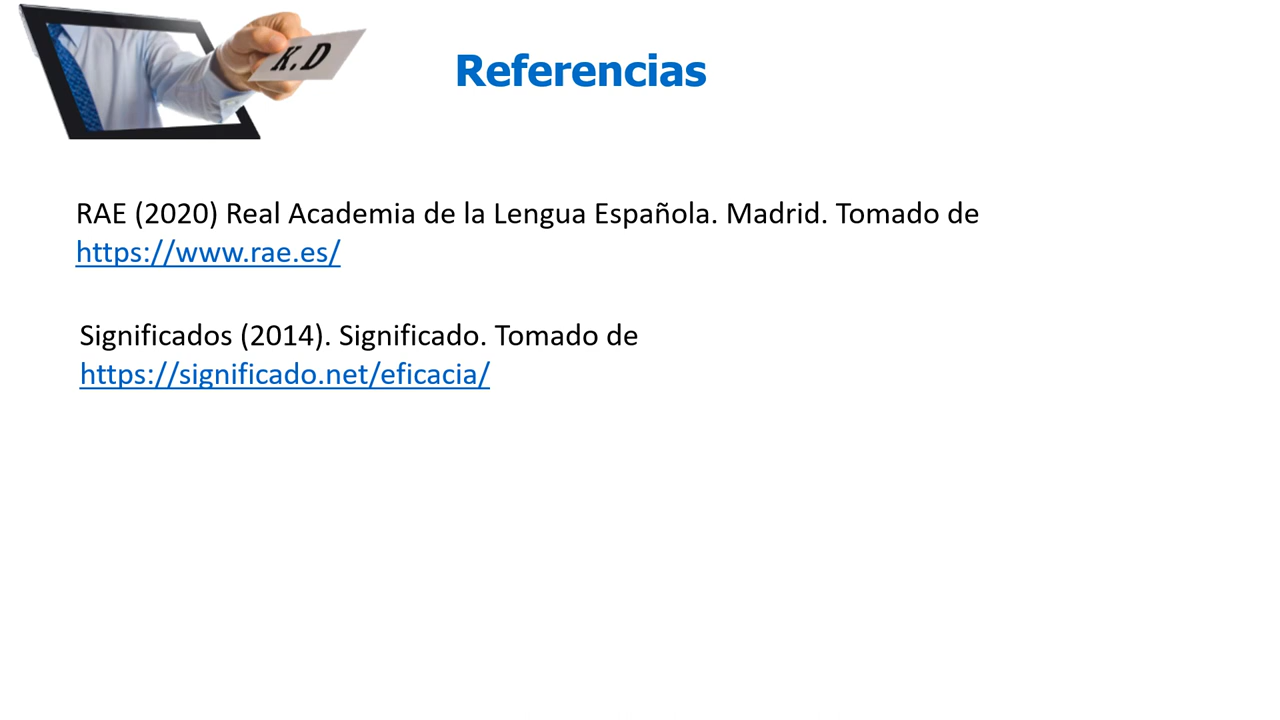 K.D
Referencias
RAE (2020) Real Academia de la Lengua Española. Madrid. Tomado de
https://www.rae.es/
Significados (2014). Significado. Tomado de
https://significado.net/eficacia/